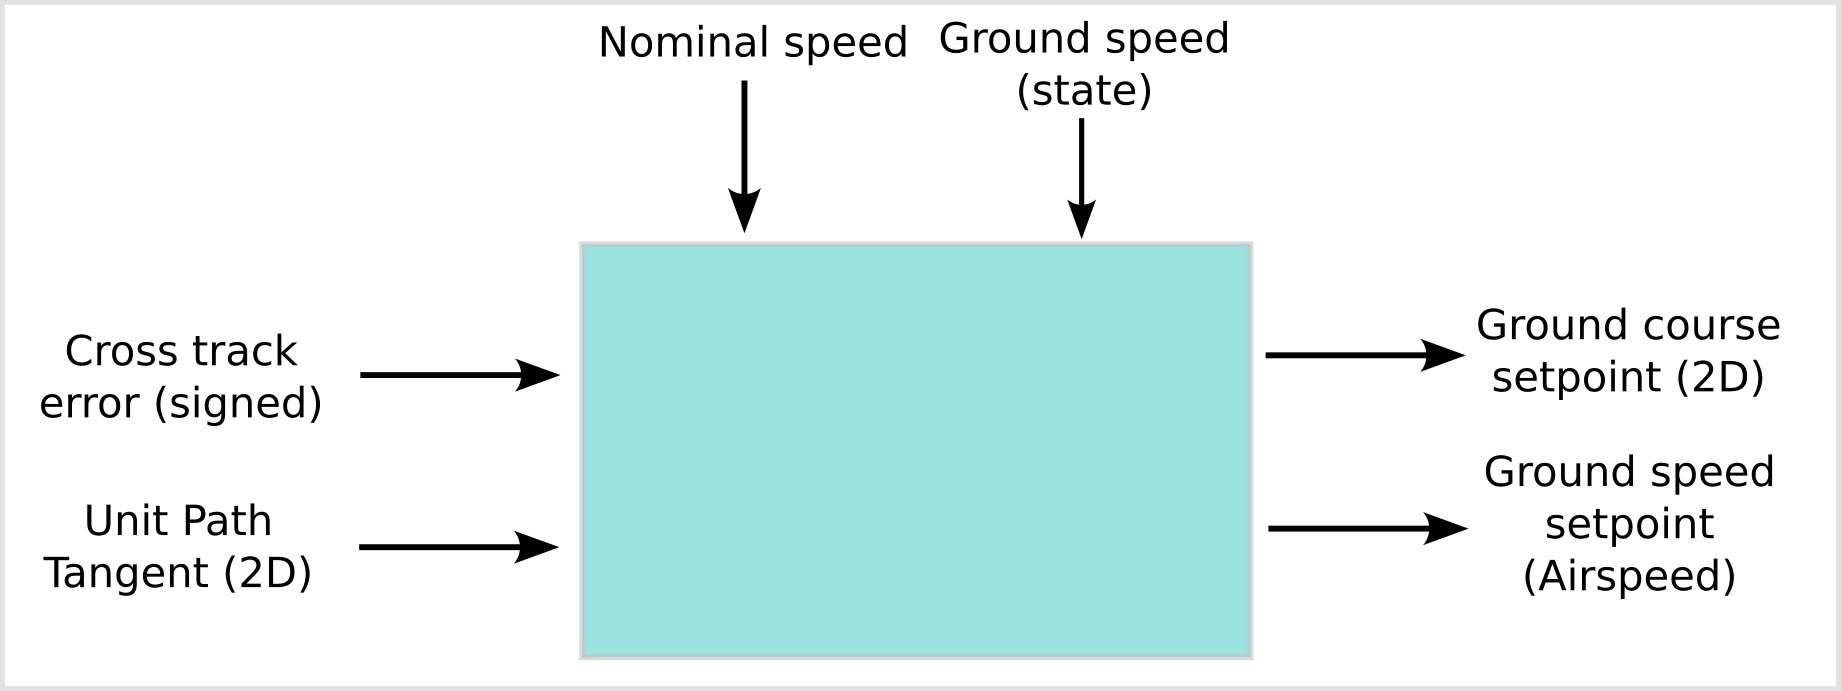 Nominal speed
Ground speed
(state)
Cross track
error (signed)
Unit Path
Tangent (2D)
Ground course
setpoint (2D)
Ground speed
setpoint
(Airspeed)